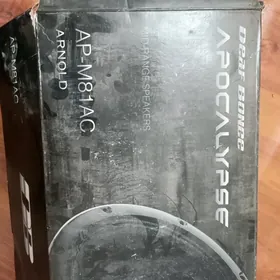 Deaf Bonce
APOCALYPSE
MIDRANGE SPEAKERS
AP-M81AC
ARNOLD
AP-M81AC